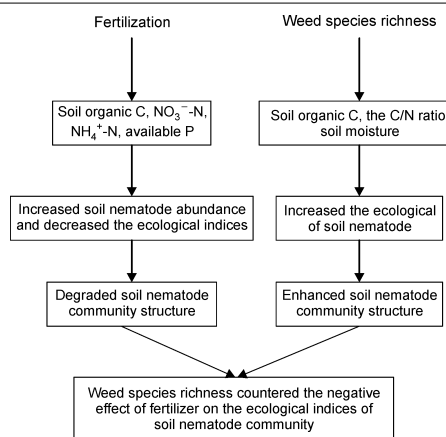 Fertilization
Weed species richness
Soil organic C, NO₃⁻-N,
NH₄⁺-N, available P
Soil organic C, the C/N ratio
soil moisture
Increased soil nematode abundance
and decreased the ecological indices
Increased the ecological
of soil nematode
Degraded soil nematode
community structure
Enhanced soil nematode
community structure
Weed species richness countered the negative
effect of fertilizer on the ecological indices of
soil nematode community